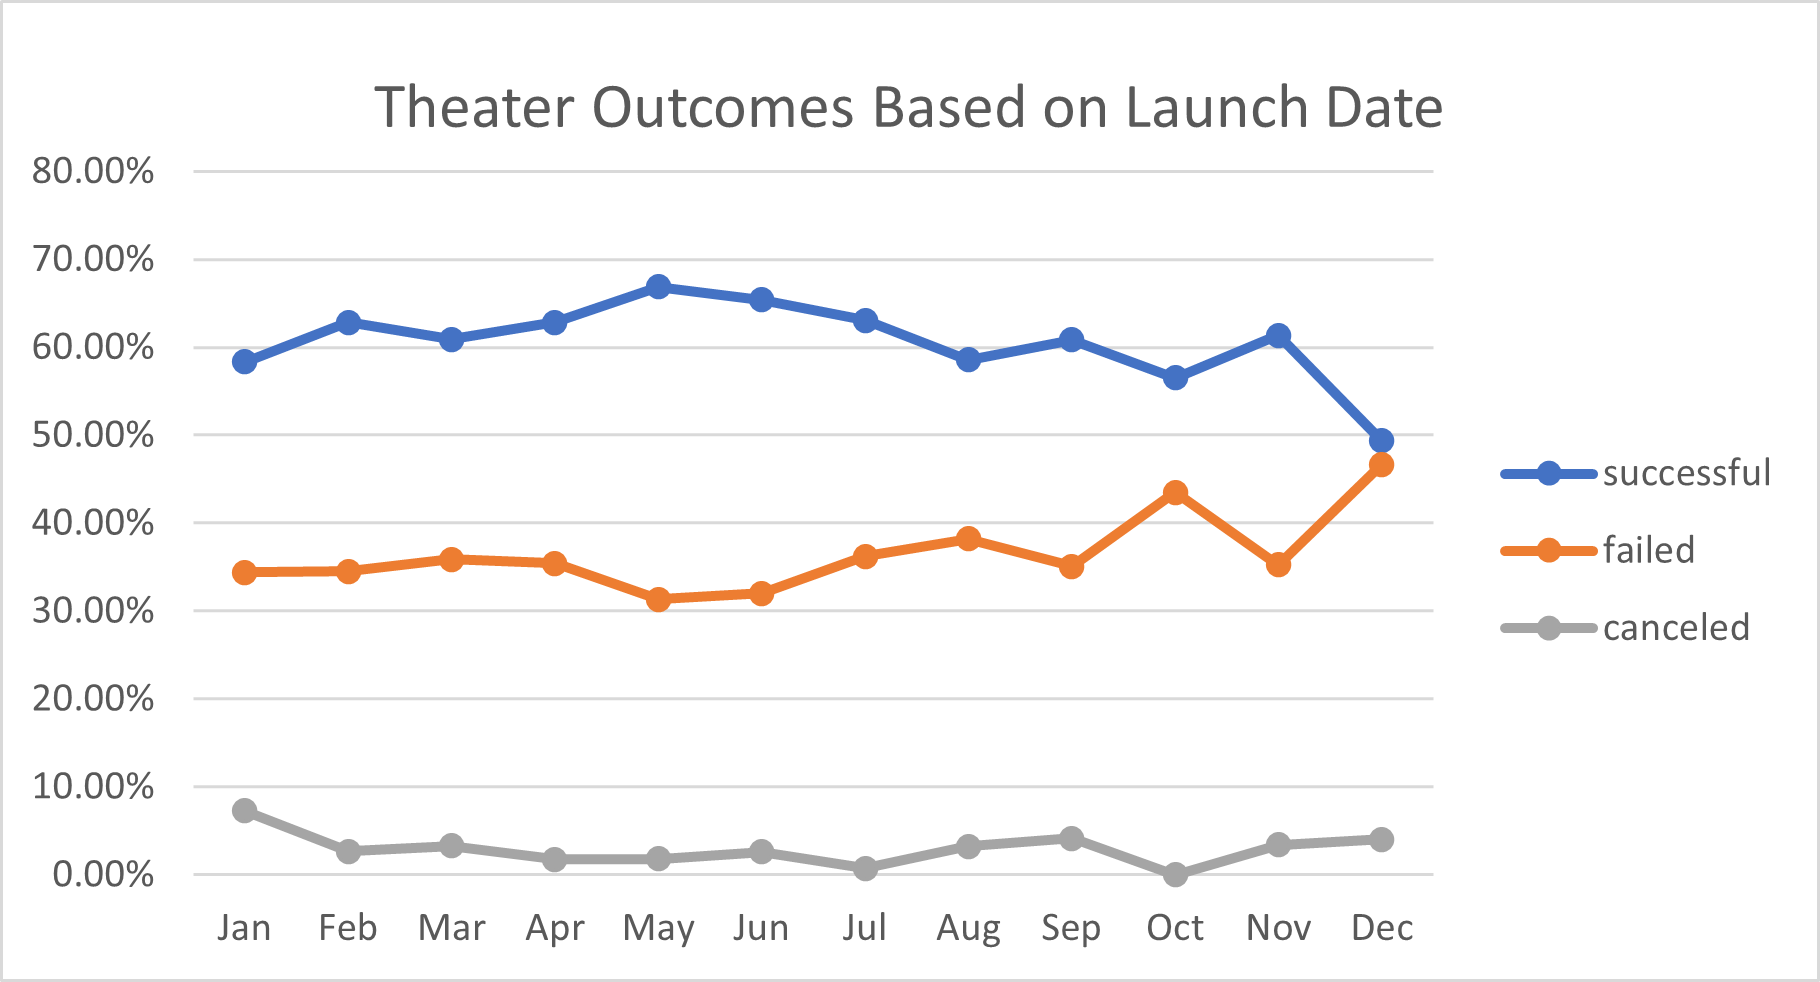 Theater Outcomes Based on Launch Date
80.00%
70.00%
60.00%
50.00%
40.00%
30.00%
20.00%
10.00%
0.00%
Jan Feb Mar Apr May Jun Jul Aug Sep Oct Nov Dec
successful
failed
canceled